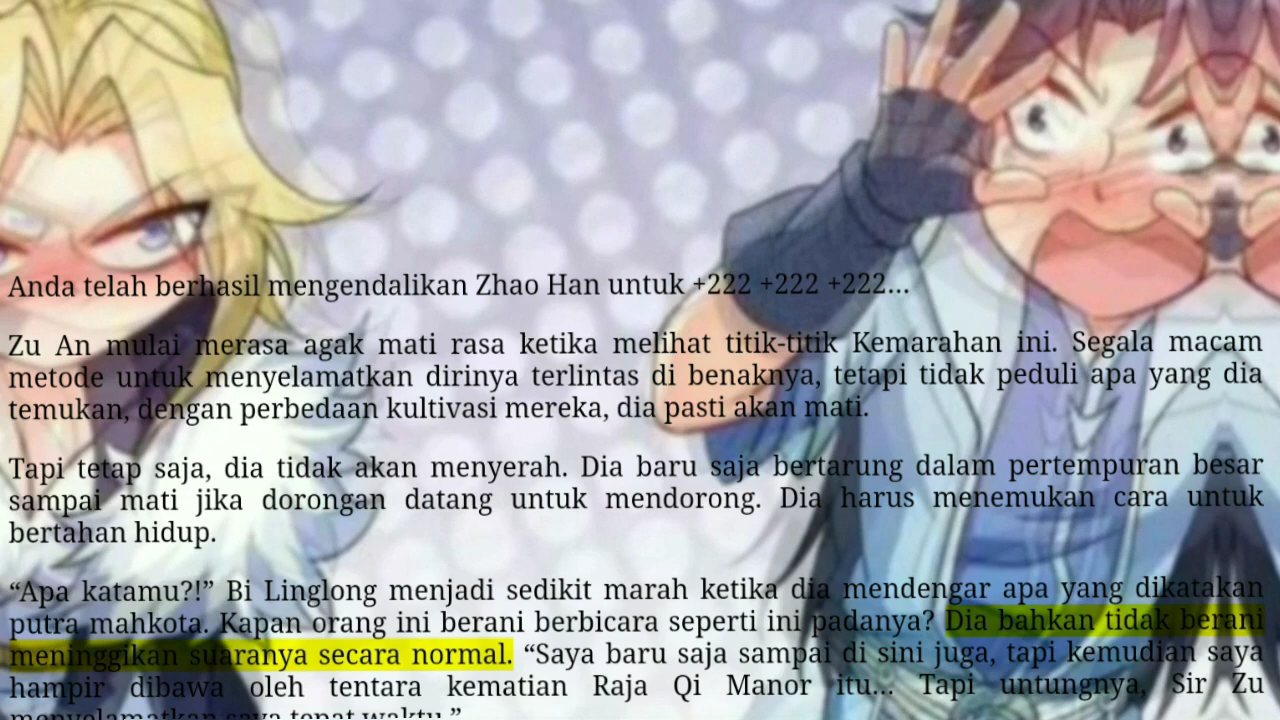 Anda telah berhasil mengendalikan Zhao Han untuk +222 +222 +222...
Zu An mulai merasa agak mati rasa ketika melihat titik-titik Kemarahan ini. Segala macam
metode untuk menyelamatkan dirinya terlintas di benaknya, tetapi tidak peduli apa yang dia
temukan, dengan perbedaan kultivasi mereka, dia pasti akan mati.
Tapi tetap saja, dia tidak akan menyerah. Dia baru saja bertarung dalam pertempuran besar
sampai mati jika dorongan datang untuk mendorong. Dia harus menemukan cara untuk
bertahan hidup.
“Apa katamu?!” Bi Linglong menjadi sedikit marah ketika dia mendengar apa yang dikatakan
putra mahkota. Kapan orang ini berani berbicara seperti ini padanya? Dia bahkan tidak berani
meninggikan suaranya secara normal. “Saya baru saja sampai di sini juga, tapi kemudian saya
hampir dibawa oleh tentara kematian Raja Qi Manor itu... Tapi untungnya, Sir Zu
menyelamatkan saya tepat waktu.”